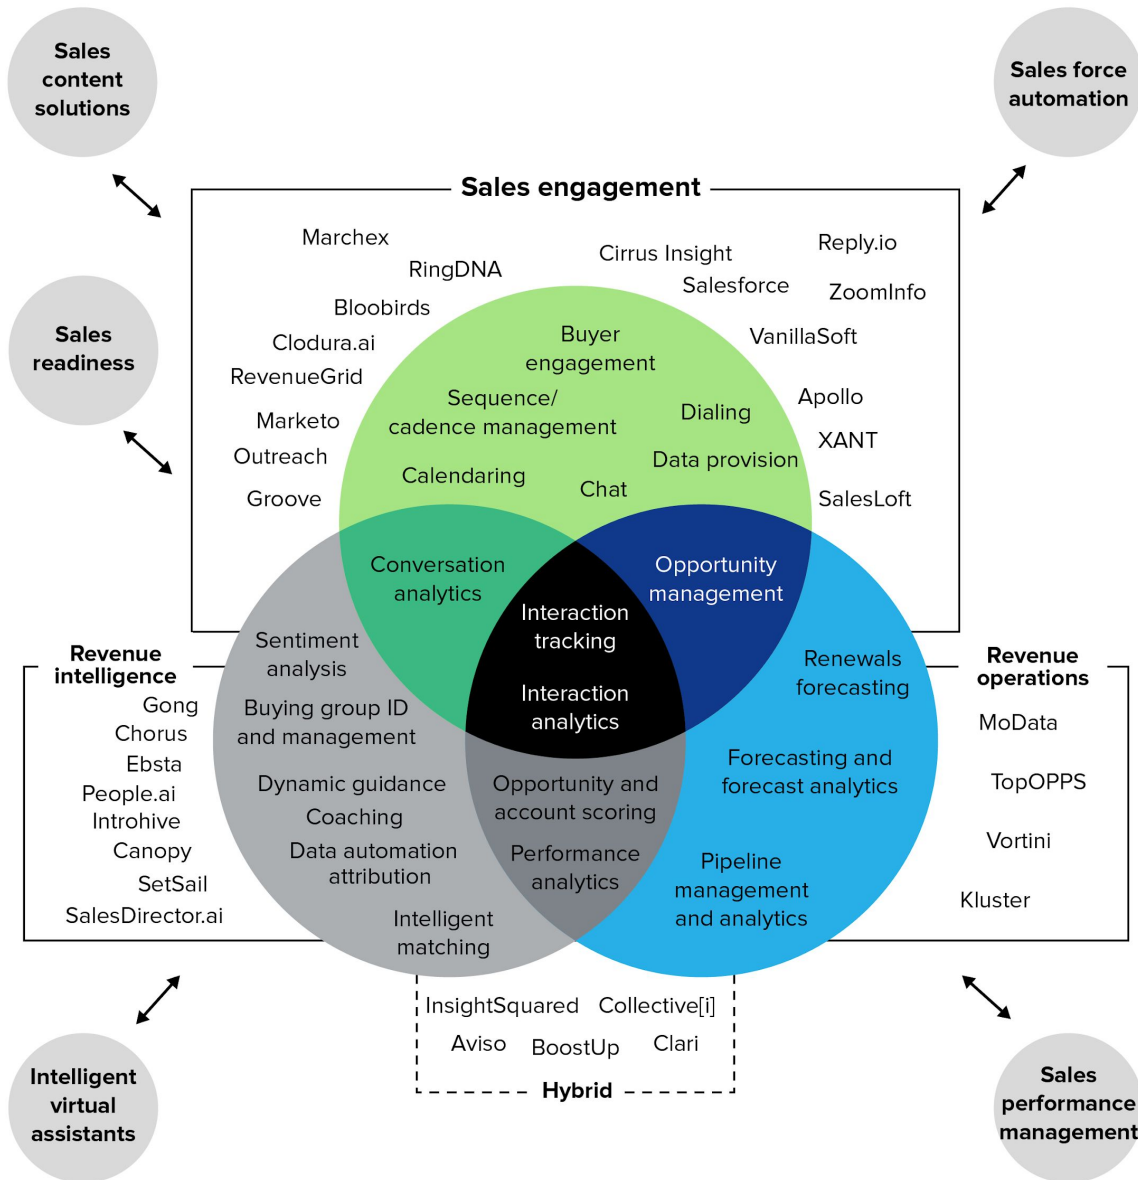 Sales
content
solutions
Sales force
automation
Sales engagement
Marchex
Reply.io
Cirrus Insight
RingDNA
Salesforce
ZoomInfo
Bloobirds
VanillaSoft
Clodura.ai
RevenueGrid
Apollo
Marketo
XANT
Outreach
Groove
SalesLoft
Sales
readiness
Buyer
engagement
Sequence/
cadence management
Dialing
Data provision
Calendaring
Chat
Conversation
analytics
Opportunity
management
Interaction
tracking
Interaction
analytics
Revenue
intelligence
Gong
Chorus
Ebsta
People.ai
Introhive
Canopy
SetSail
SalesDirector.ai
Sentiment
analysis
Buying group ID
and management
Dynamic guidance
Coaching
Data automation
attribution
Intelligent
matching
Opportunity and
account scoring
Performance
analytics
Renewals
forecasting
Forecasting and
forecast analytics
Pipeline
management
and analytics
Revenue
operations
MoData
TopOPPS
Vortini
Kluster
InsightSquared
Collective[i]
Aviso
BoostUp
Clari
Hybrid
Intelligent
virtual
assistants
Sales
performance
management